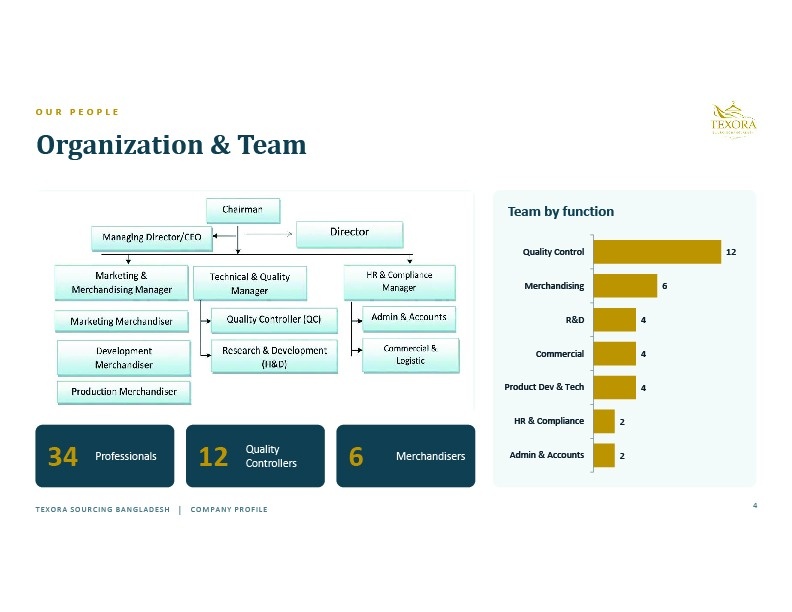 OUR PEOPLE
TEXORA
Organization & Team
Chairman
Managing Director/CEO
Director
Marketing &
Merchandising Manager
Technical & Quality
Manager
HR & Compliance
Manager
Marketing Merchandiser
Quality Controller (QC)
Admin & Accounts
Development
Merchandiser
Research & Development
(H&D)
Commercial &
Logistic
Production Merchandiser
34 Professionals
12 Quality
Controllers
6 Merchandisers
Team by function
Quality Control 12
Merchandising 6
R&D 4
Commercial 4
Product Dev & Tech 4
HR & Compliance 2
Admin & Accounts 2
TEXORA SOURCING BANGLADESH | COMPANY PROFILE
4